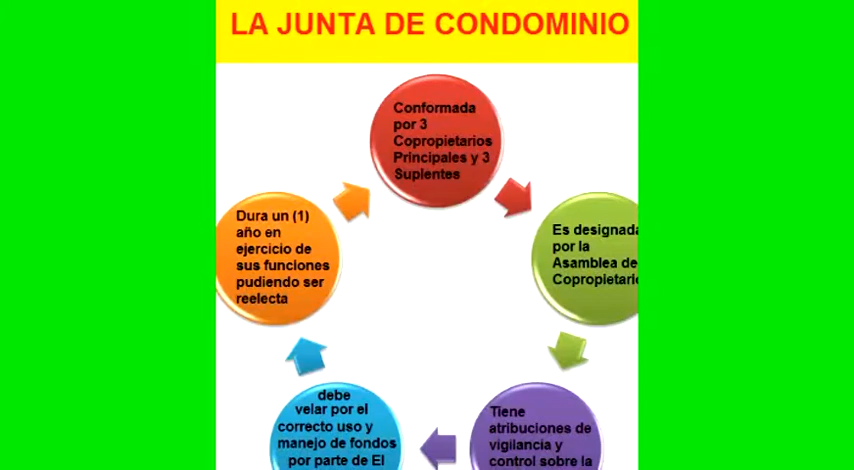 LA JUNTA DE CONDOMINIO
Conformada
por 3
Copropietarios
Principales y 3
Suplentes
Es designada
por la
Asamblea de
Copropietario
Tiene
atribuciones de
vigilancia y
control sobre la
debe
velar por el
correcto uso y
manejo de fondos
por parte de El
Dura un (1)
año en
ejercicio de
sus funciones
pudiendo ser
reelecta